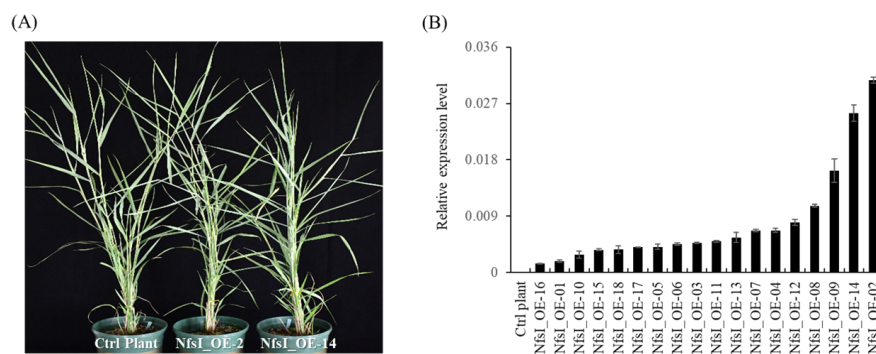 (A)
Ctrl Plant NfsI_OE-2 NfsI_OE-14
(B)
Relative expression level
0.036
0.027
0.018
0.009
0
Ctrl plant
NfsI_OE-16
NfsI_OE-01
NfsI_OE-10
NfsI_OE-15
NfsI_OE-18
NfsI_OE-17
NfsI_OE-05
NfsI_OE-06
NfsI_OE-03
NfsI_OE-11
NfsI_OE-13
NfsI_OE-07
NfsI_OE-04
NfsI_OE-12
NfsI_OE-08
NfsI_OE-09
NfsI_OE-14
NfsI_OE-02